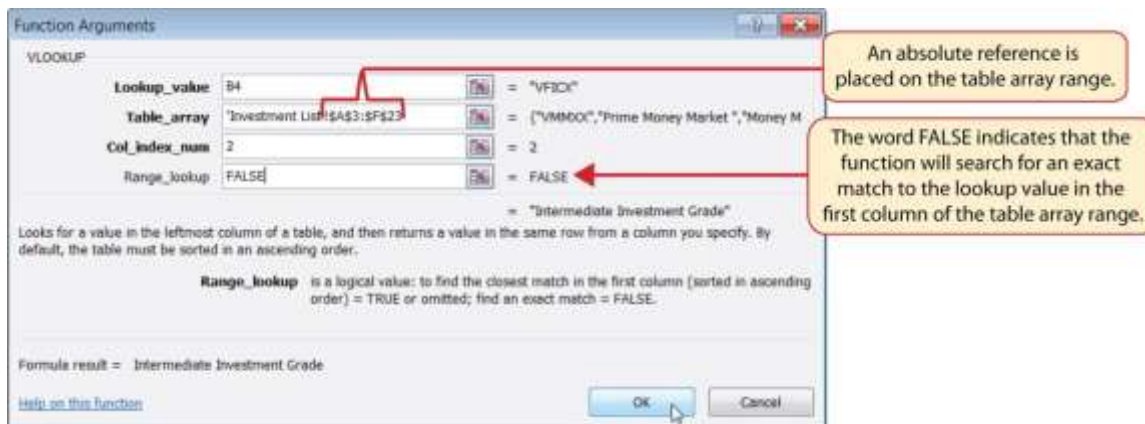 Function Arguments
VLOOKUP
Lookup_value B4 = "VFICX"
Table_array 'Investment List'!$A$3:$F$23 = {"VMMXX","Prime Money Market ","Money M
Col_index_num 2 = 2
Range_lookup FALSE = FALSE
= "Intermediate Investment Grade"
Looks for a value in the leftmost column of a table, and then returns a value in the same row from a column you specify. By
default, the table must be sorted in an ascending order.
Range_lookup is a logical value: to find the closest match in the first column (sorted in ascending
order) = TRUE or omitted; find an exact match = FALSE.
Formula result = Intermediate Investment Grade
Help on this function
OK
Cancel
An absolute reference is
placed on the table array range.
The word FALSE indicates that the
function will search for an exact
match to the lookup value in the
first column of the table array range.